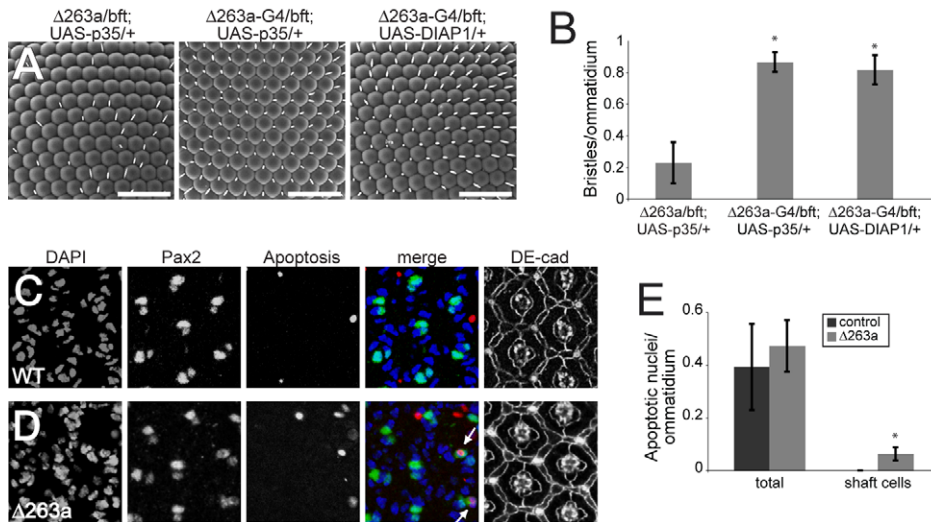 Δ263a/bft;
UAS-p35/+
Δ263a-G4/bft;
UAS-p35/+
Δ263a-G4/bft;
UAS-DIAP1/+
A
B
Bristles/ommatidium
1
0.8
0.6
0.4
0.2
0
*
*
Δ263a/bft;
UAS-p35/+
Δ263a-G4/bft;
UAS-p35/+
Δ263a-G4/bft;
UAS-DIAP1/+
DAPI
Pax2
Apoptosis
merge
DE-cad
C
WT
D
Δ263a
E
Apoptotic nuclei/
ommatidium
0.6
0.4
0.2
0
control
Δ263a
*
total
shaft cells